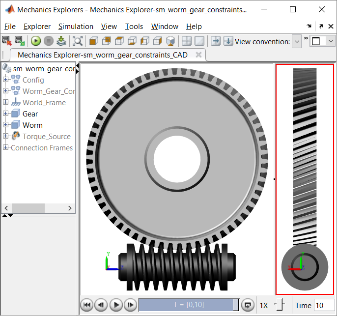 Mechanics Explorers - Mechanics Explorer-sm_worm_gear_constraints...
File Explorer Simulation View Tools Window Help
View convention:
Mechanics Explorer-sm_worm_gear_constraints_CAD
sm_worm_gear_con
Config
Worm_Gear_Con
World_Frame
Gear
Worm
Torque_Source
Connection Frames
1X Time 10